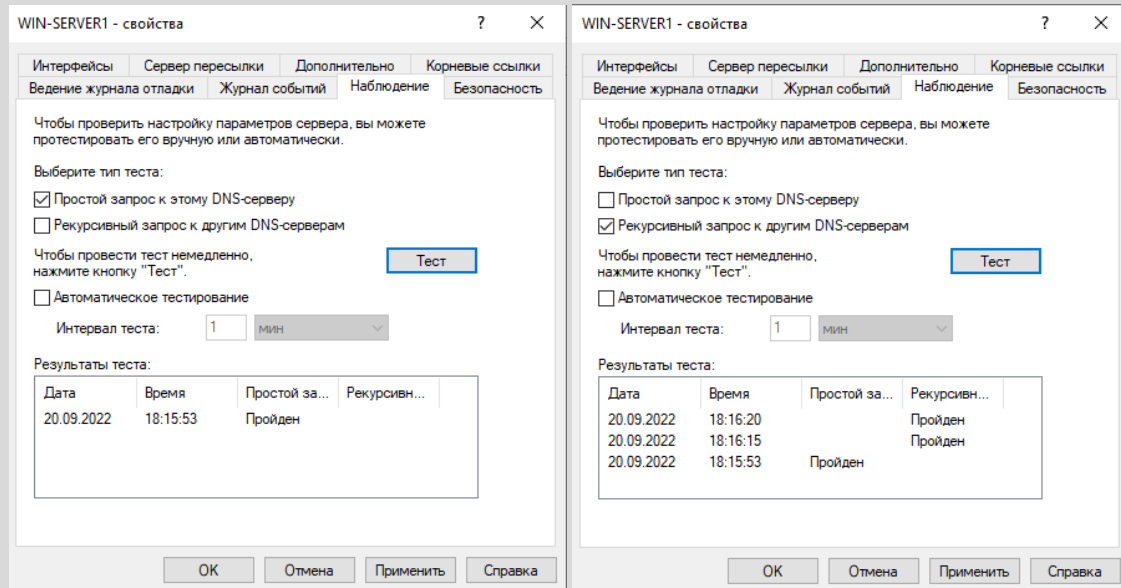 WIN-SERVER1 - свойства
Интерфейсы Сервер пересылки Дополнительно Корневые ссылки
Ведение журнала отладки Журнал событий Наблюдение Безопасность
Чтобы проверить настройку параметров сервера, вы можете
протестировать его вручную или автоматически.
Выберите тип теста:
Простой запрос к этому DNS-серверу
Рекурсивный запрос к другим DNS-серверам
Чтобы провести тест немедленно,
нажмите кнопку "Тест".
Тест
Автоматическое тестирование
Интервал теста: 1 мин
Результаты теста:
Дата Время Простой за... Рекурсивн...
20.09.2022 18:15:53 Пройден
OK Отмена Применить Справка
WIN-SERVER1 - свойства
Интерфейсы Сервер пересылки Дополнительно Корневые ссылки
Ведение журнала отладки Журнал событий Наблюдение Безопасность
Чтобы проверить настройку параметров сервера, вы можете
протестировать его вручную или автоматически.
Выберите тип теста:
Простой запрос к этому DNS-серверу
Рекурсивный запрос к другим DNS-серверам
Чтобы провести тест немедленно,
нажмите кнопку "Тест".
Тест
Автоматическое тестирование
Интервал теста: 1 мин
Результаты теста:
Дата Время Простой за... Рекурсивн...
20.09.2022 18:16:20 Пройден
20.09.2022 18:16:15 Пройден
20.09.2022 18:15:53 Пройден
OK Отмена Применить Справка